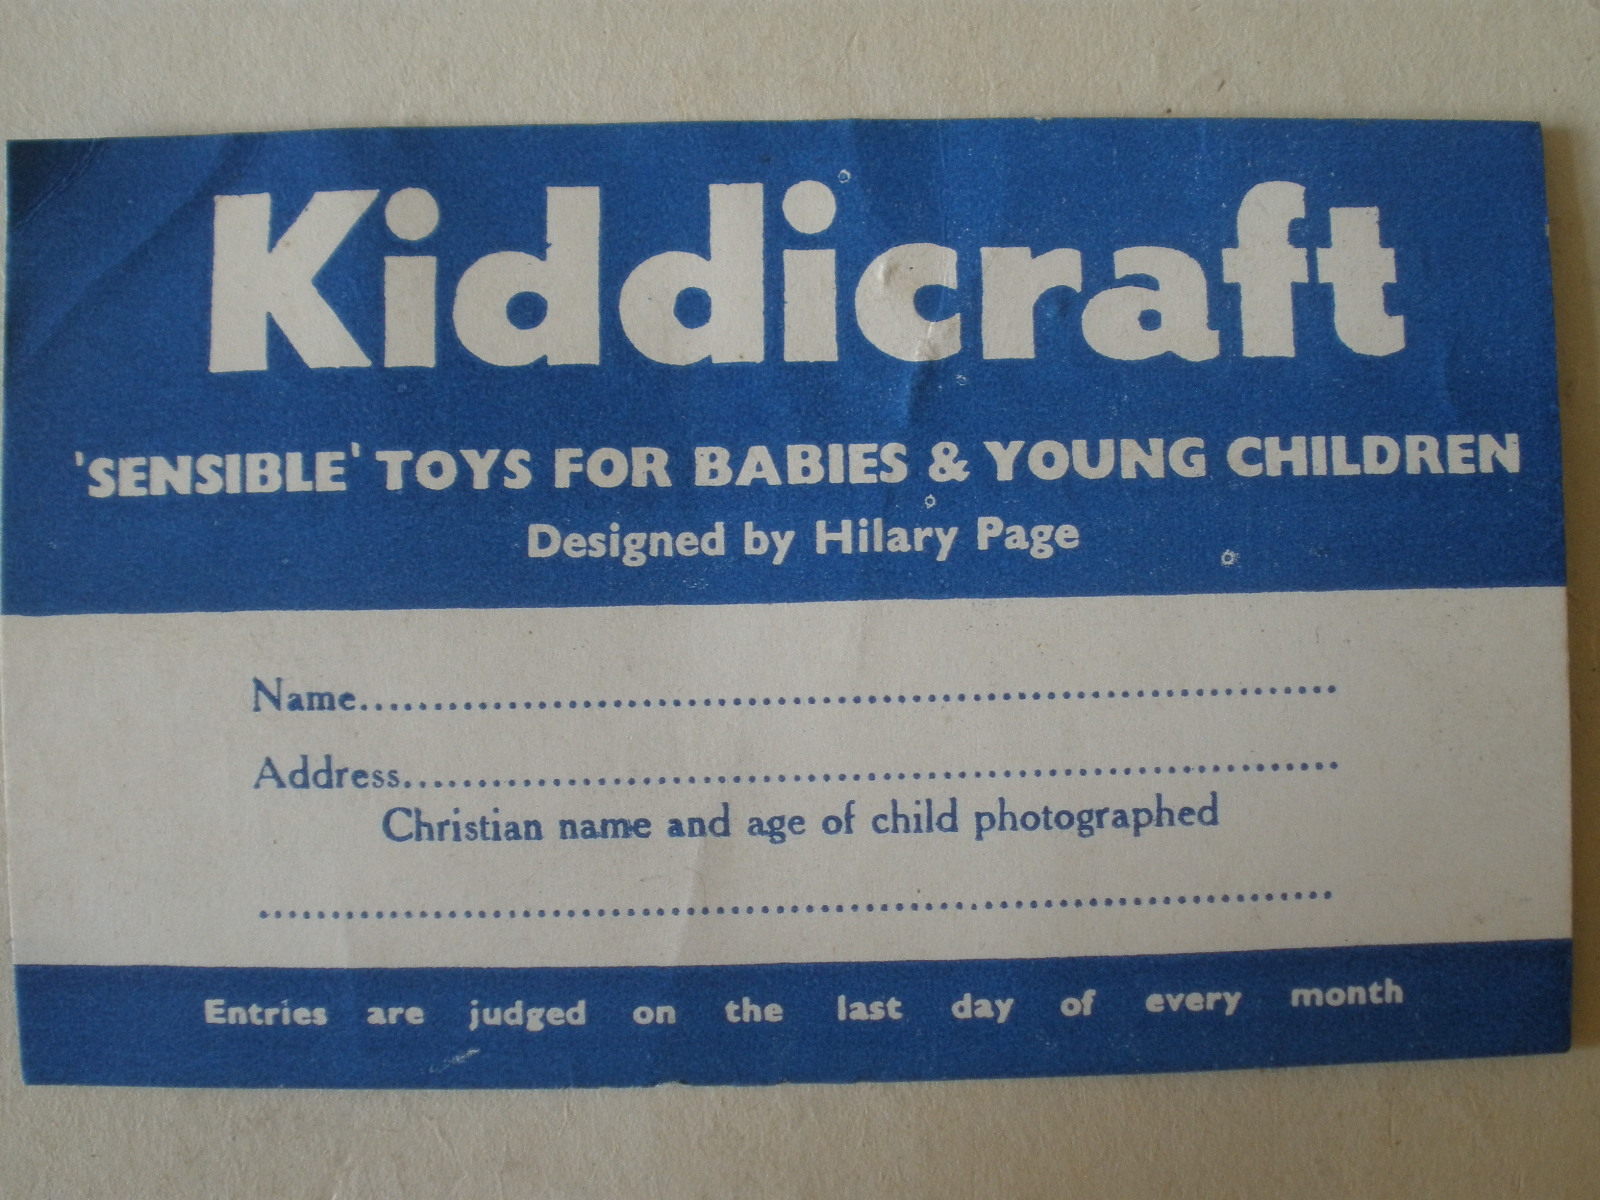 Kiddicraft
'SENSIBLE' TOYS FOR BABIES & YOUNG CHILDREN
Designed by Hilary Page
Name....................................................................
Address.................................................................
Christian name and age of child photographed
...........................................................................
Entries are judged on the last day of every month